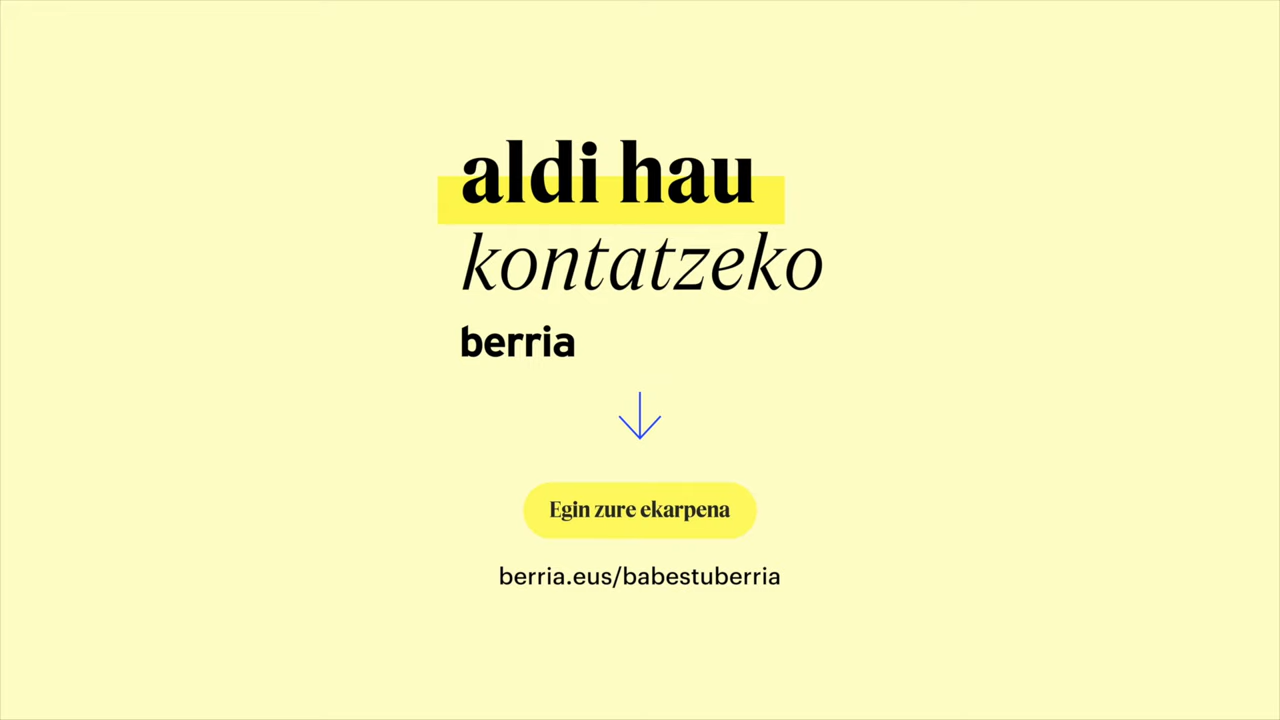 aldi hau
kontatzeko
berria
Egin zure ekarpena
berria.eus/babestuberria